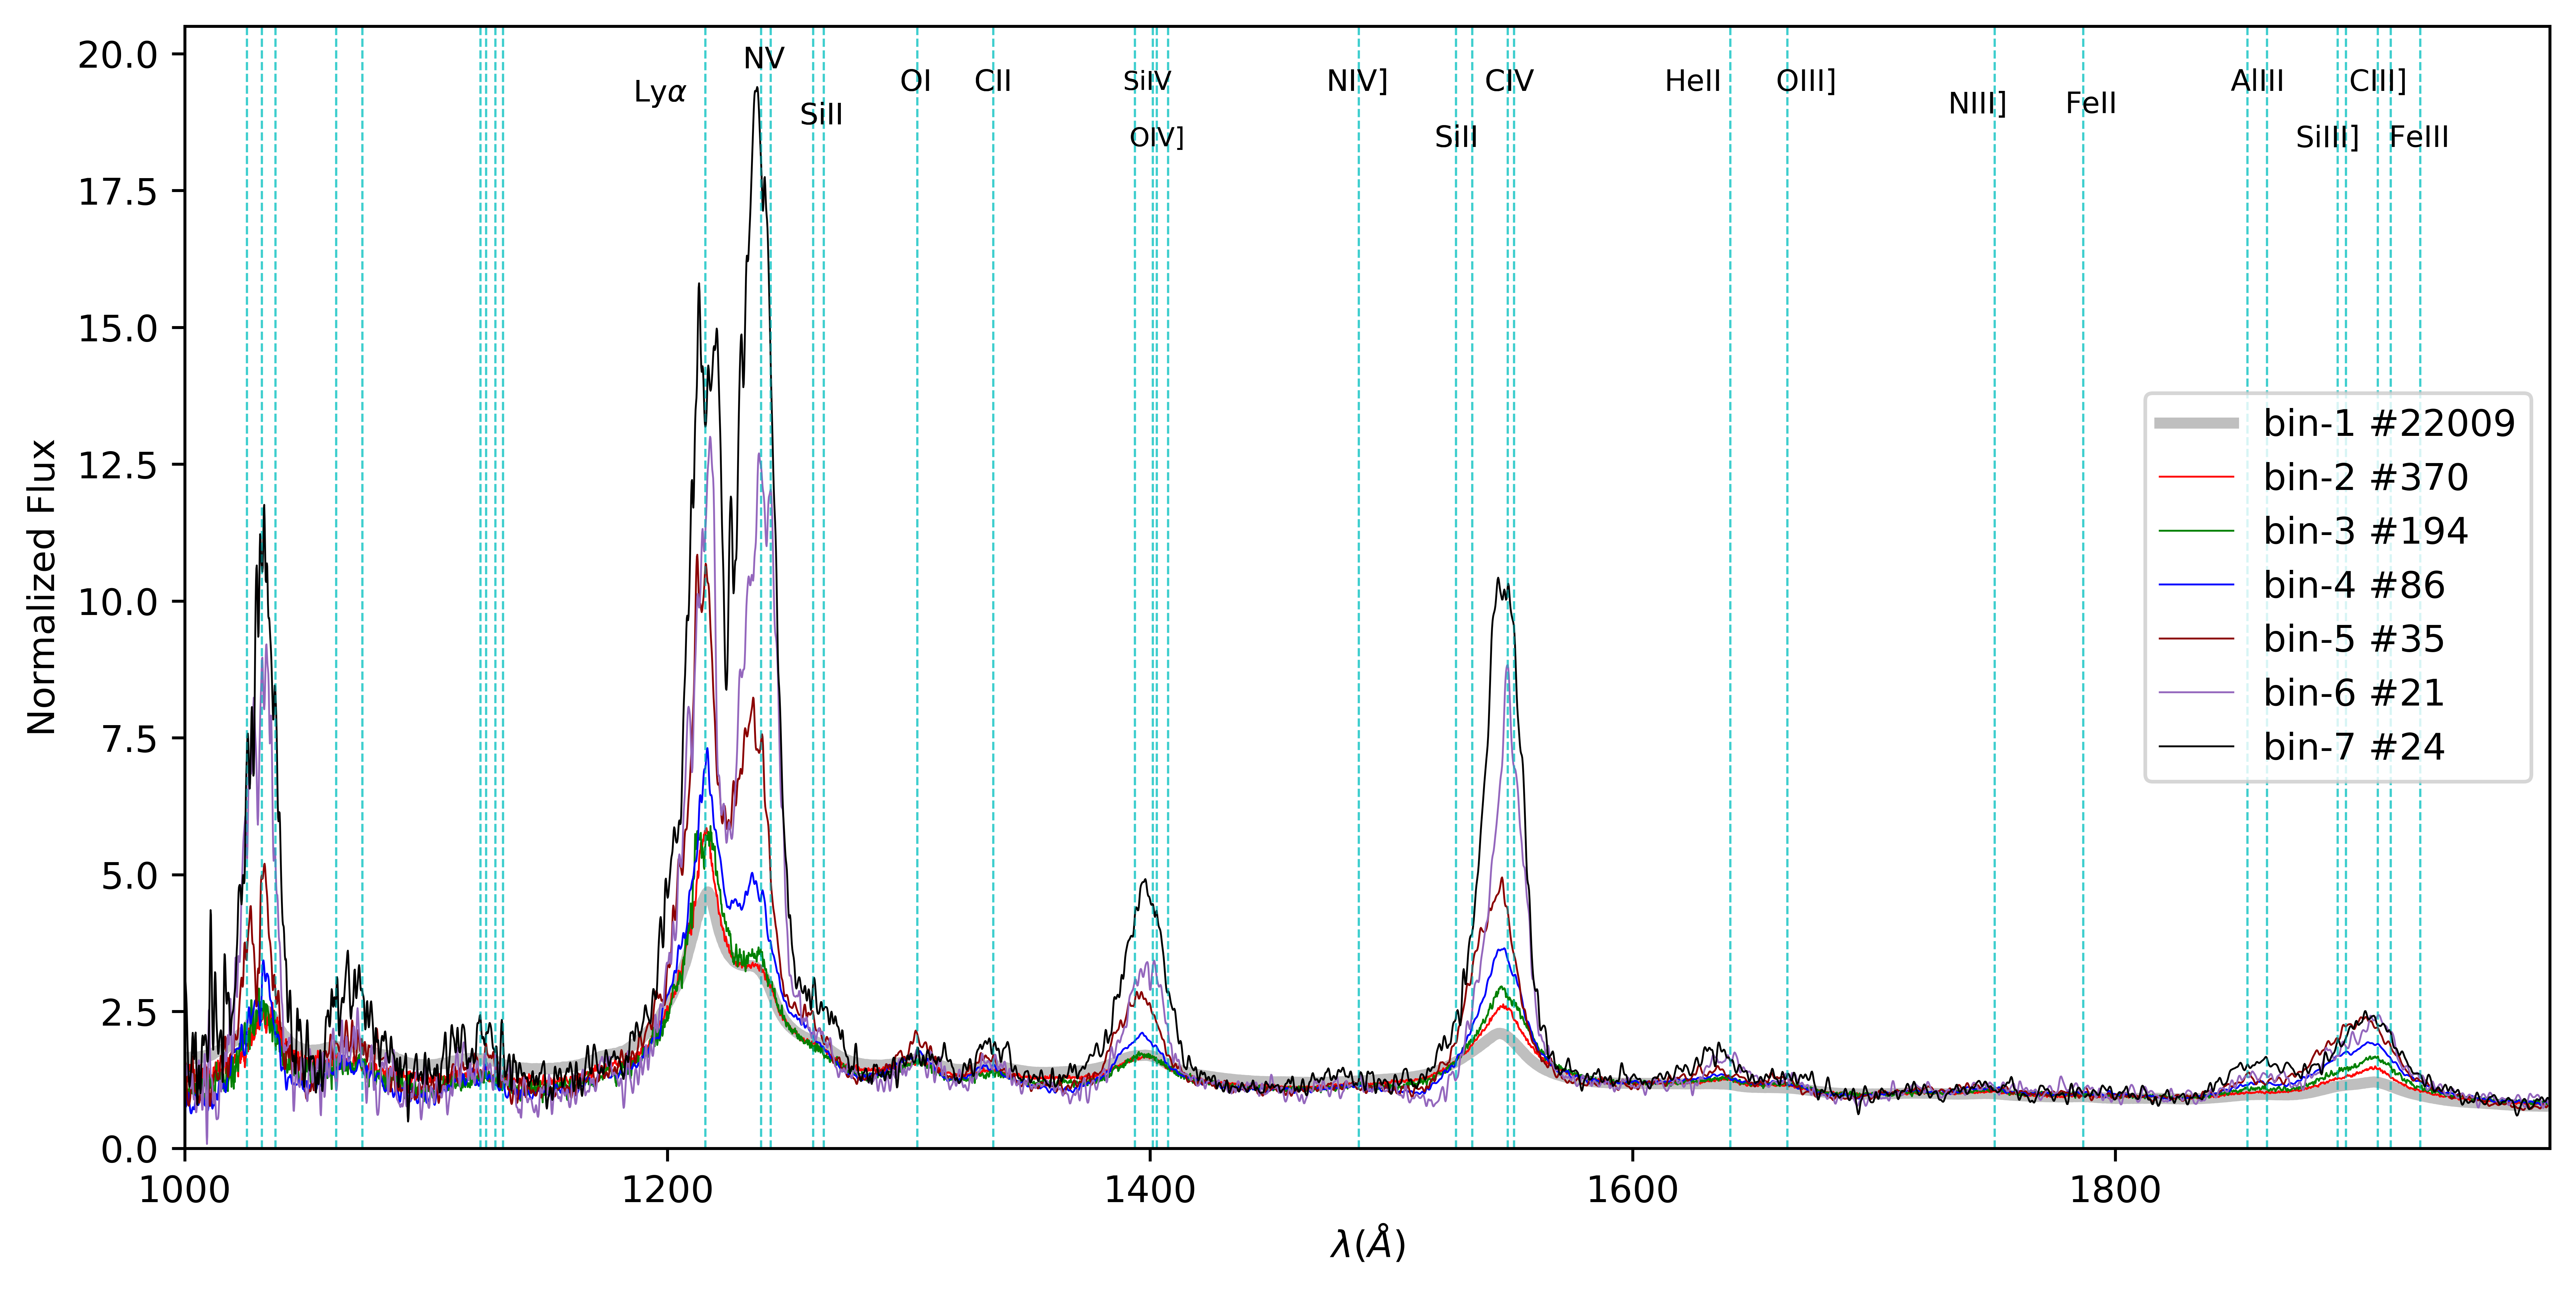 20.0
17.5
15.0
12.5
10.0
7.5
5.0
2.5
0.0
Normalized Flux
1000
1200
1400
1600
1800
λ(Å)
Lyα
NV
SiII
OI
CII
SiIV
OIV]
NIV]
SiII
CIV
HeII
OIII]
NIII]
FeII
AlIII
SiIII]
CIII]
FeIII
bin-1 #22009
bin-2 #370
bin-3 #194
bin-4 #86
bin-5 #35
bin-6 #21
bin-7 #24